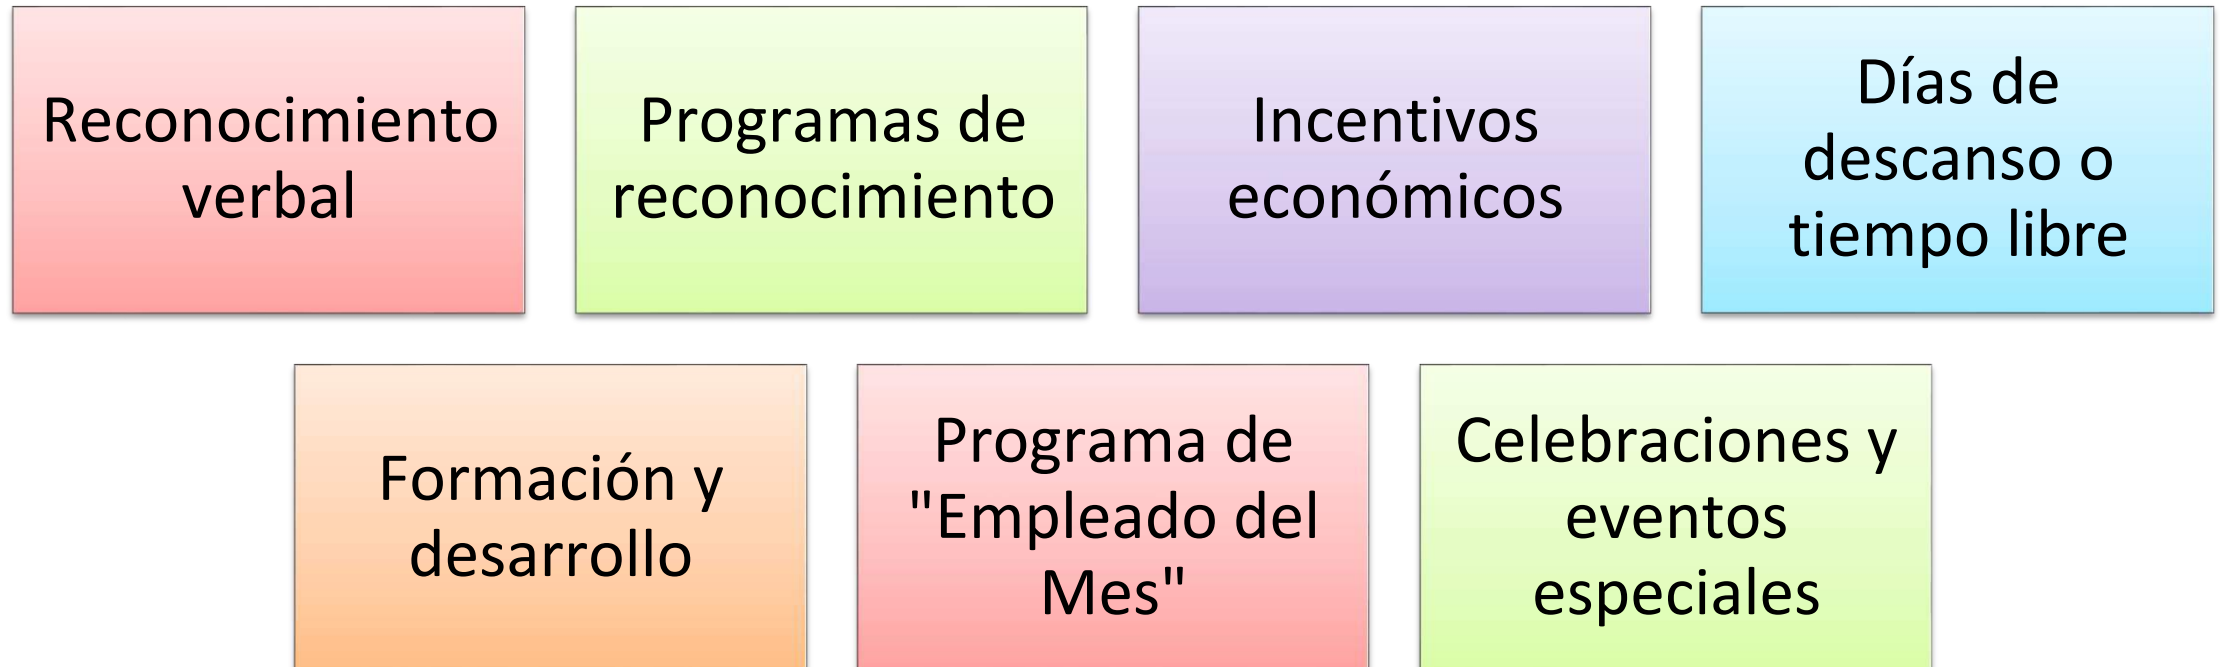 Reconocimiento
verbal
Programas de
reconocimiento
Incentivos
económicos
Días de
descanso o
tiempo libre
Formación y
desarrollo
Programa de
"Empleado del
Mes"
Celebraciones y
eventos
especiales